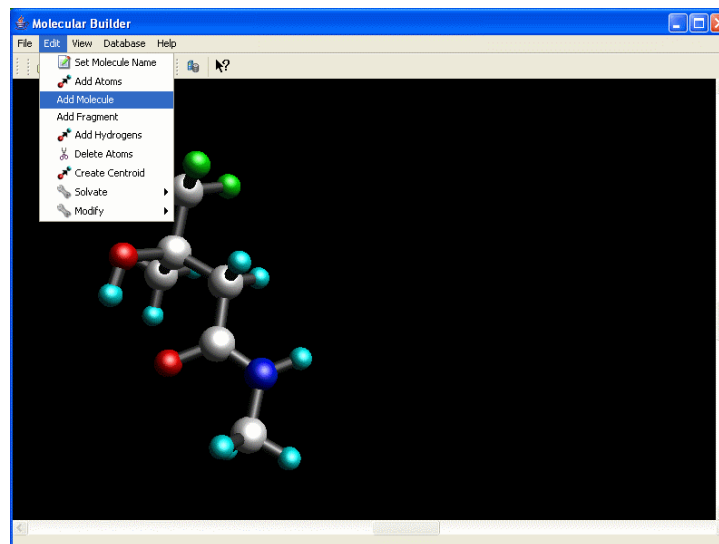 Molecular Builder
File Edit View Database Help
Set Molecule Name
Add Atoms
Add Molecule
Add Fragment
Add Hydrogens
Delete Atoms
Create Centroid
Solvate
Modify